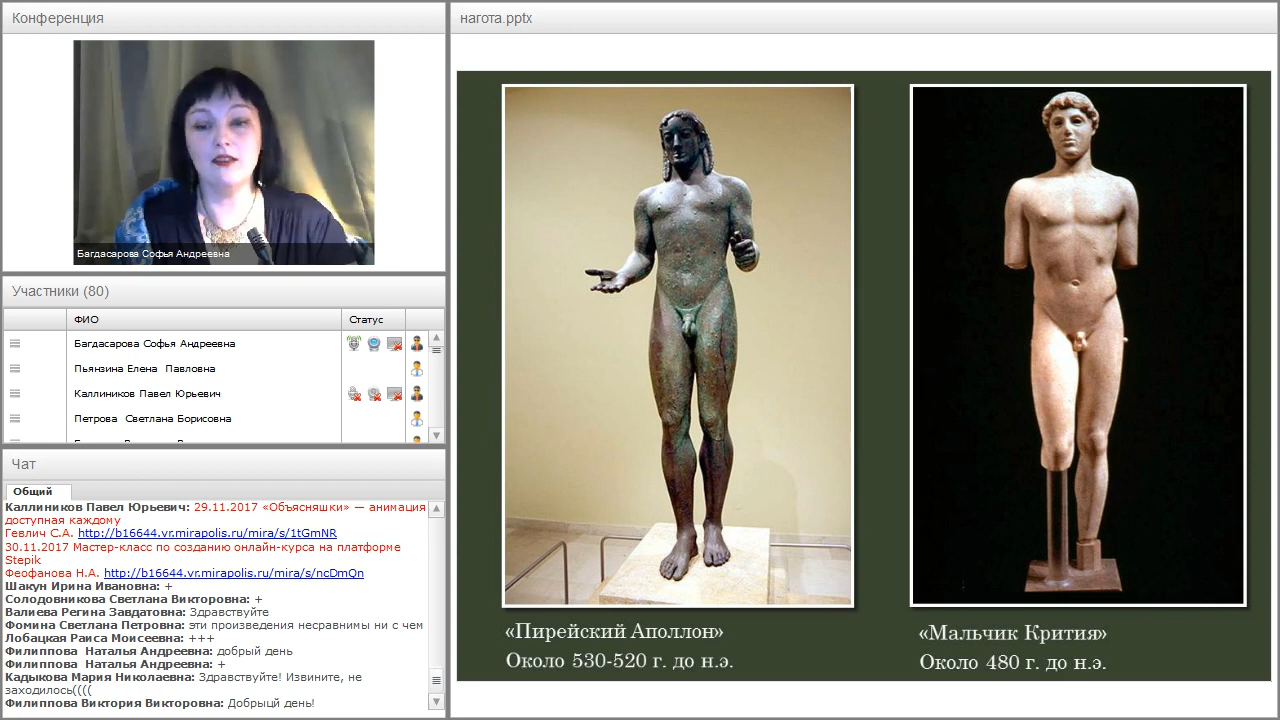 Конференция
Багдасарова Софья Андреевна
Участники (80)
ФИО
Статус
Багдасарова Софья Андреевна
Пьянзина Елена Павловна
Каллиников Павел Юрьевич
Петрова Светлана Борисовна
Чат
Общий
Каллиников Павел Юрьевич: 29.11.2017 «Объясняшки» — анимация
доступная каждому
Гевлич С.А. http://b16644.vr.mirapolis.ru/mira/s/1tGmNR
30.11.2017 Мастер-класс по созданию онлайн-курса на платформе
Stepik
Феофанова Н.А. http://b16644.vr.mirapolis.ru/mira/s/ncDmQn
Шакун Ирина Ивановна: +
Солодовникова Светлана Викторовна: +
Валиева Регина Завдатовна: Здравствуйте
Фомина Светлана Петровна: эти произведения несравнимы ни с чем
Лобацкая Раиса Моисеевна: +++
Филиппова Наталья Андреевна: добрый день
Филиппова Наталья Андреевна: +
Кадыкова Мария Николаевна: Здравствуйте! Извините, не
заходилось((((
Филиппова Виктория Викторовна: Добрыцй день!
нагота.pptx
«Пирейский Аполлон»
Около 530-520 г. до н.э.
«Мальчик Крития»
Около 480 г. до н.э.